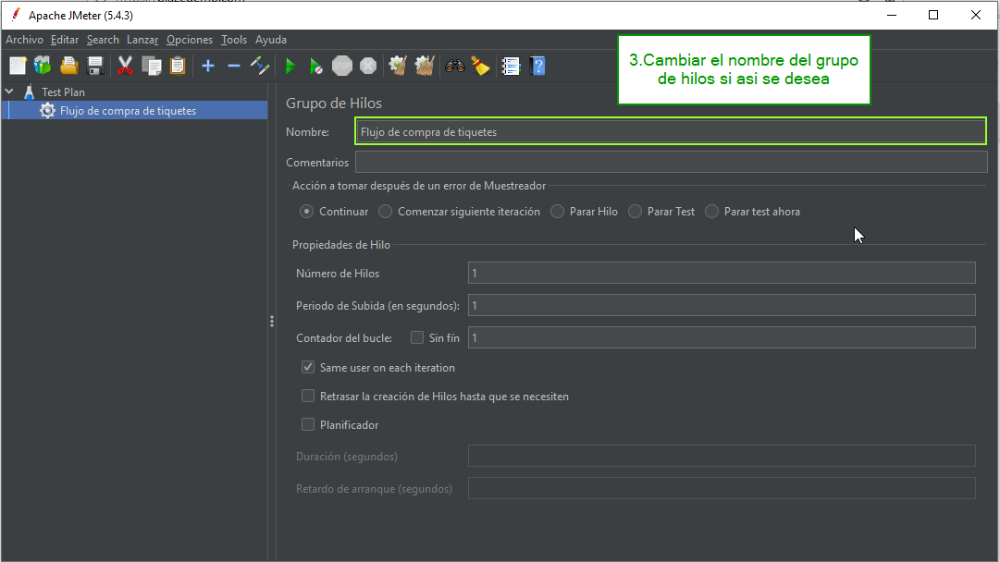 Apache JMeter (5.4.3)
Archivo Editar Search Lanzar Opciones Tools Ayuda
STOP
3.Cambiar el nombre del grupo
de hilos si asi se desea
Test Plan
Flujo de compra de tiquetes
Grupo de Hilos
Nombre: Flujo de compra de tiquetes
Comentarios
Acción a tomar después de un error de Muestreador
Continuar Comenzar siguiente iteración Parar Hilo Parar Test Parar test ahora
Propiedades de Hilo
Número de Hilos 1
Periodo de Subida (en segundos): 1
Contador del bucle: Sin fín 1
Same user on each iteration
Retrasar la creación de Hilos hasta que se necesiten
Planificador
Duración (segundos)
Retardo de arranque (segundos)